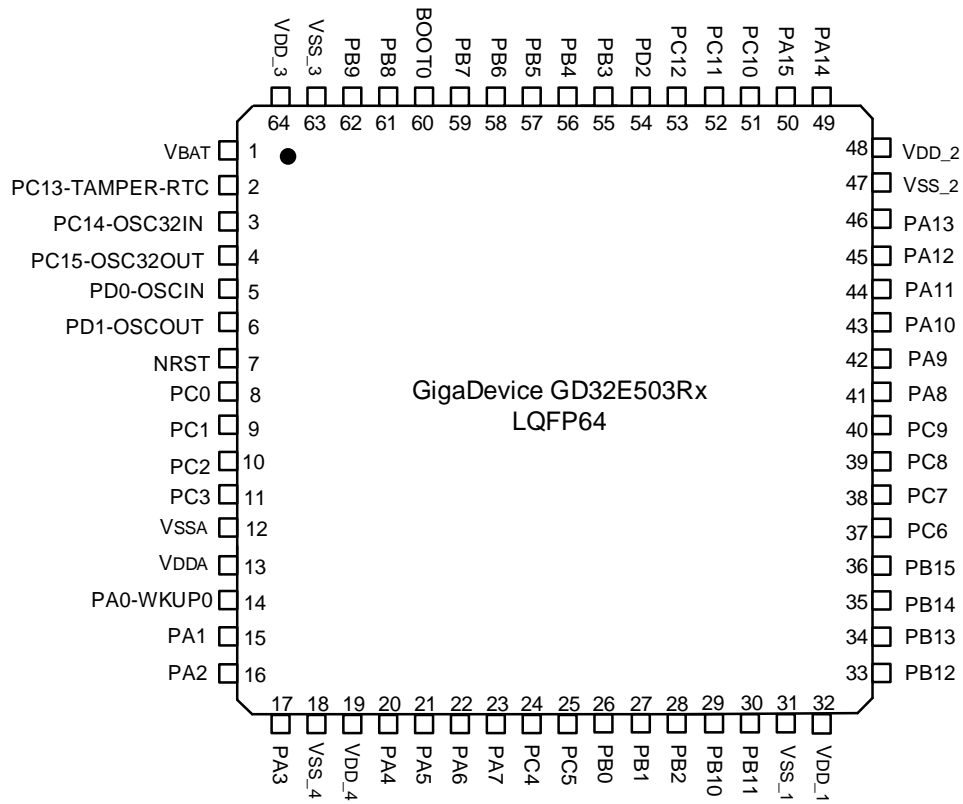 VDD_3
VSS_3
PB9
PB8
BOOT0
PB7
PB6
PB5
PB4
PB3
PD2
PC12
PC11
PC10
PA15
PA14
64
63
62
61
60
59
58
57
56
55
54
53
52
51
50
49
VBAT 1
PC13-TAMPER-RTC 2
PC14-OSC32IN 3
PC15-OSC32OUT 4
PD0-OSCIN 5
PD1-OSCOUT 6
NRST 7
PC0 8
PC1 9
PC2 10
PC3 11
VSSA 12
VDDA 13
PA0-WKUP0 14
PA1 15
PA2 16
GigaDevice GD32E503Rx
LQFP64
48 VDD_2
47 VSS_2
46 PA13
45 PA12
44 PA11
43 PA10
42 PA9
41 PA8
40 PC9
39 PC8
38 PC7
37 PC6
36 PB15
35 PB14
34 PB13
33 PB12
17
18
19
20
21
22
23
24
25
26
27
28
29
30
31
32
PA3
VSS_4
VDD_4
PA4
PA5
PA6
PA7
PC4
PC5
PB0
PB1
PB2
PB10
PB11
VSS_1
VDD_1